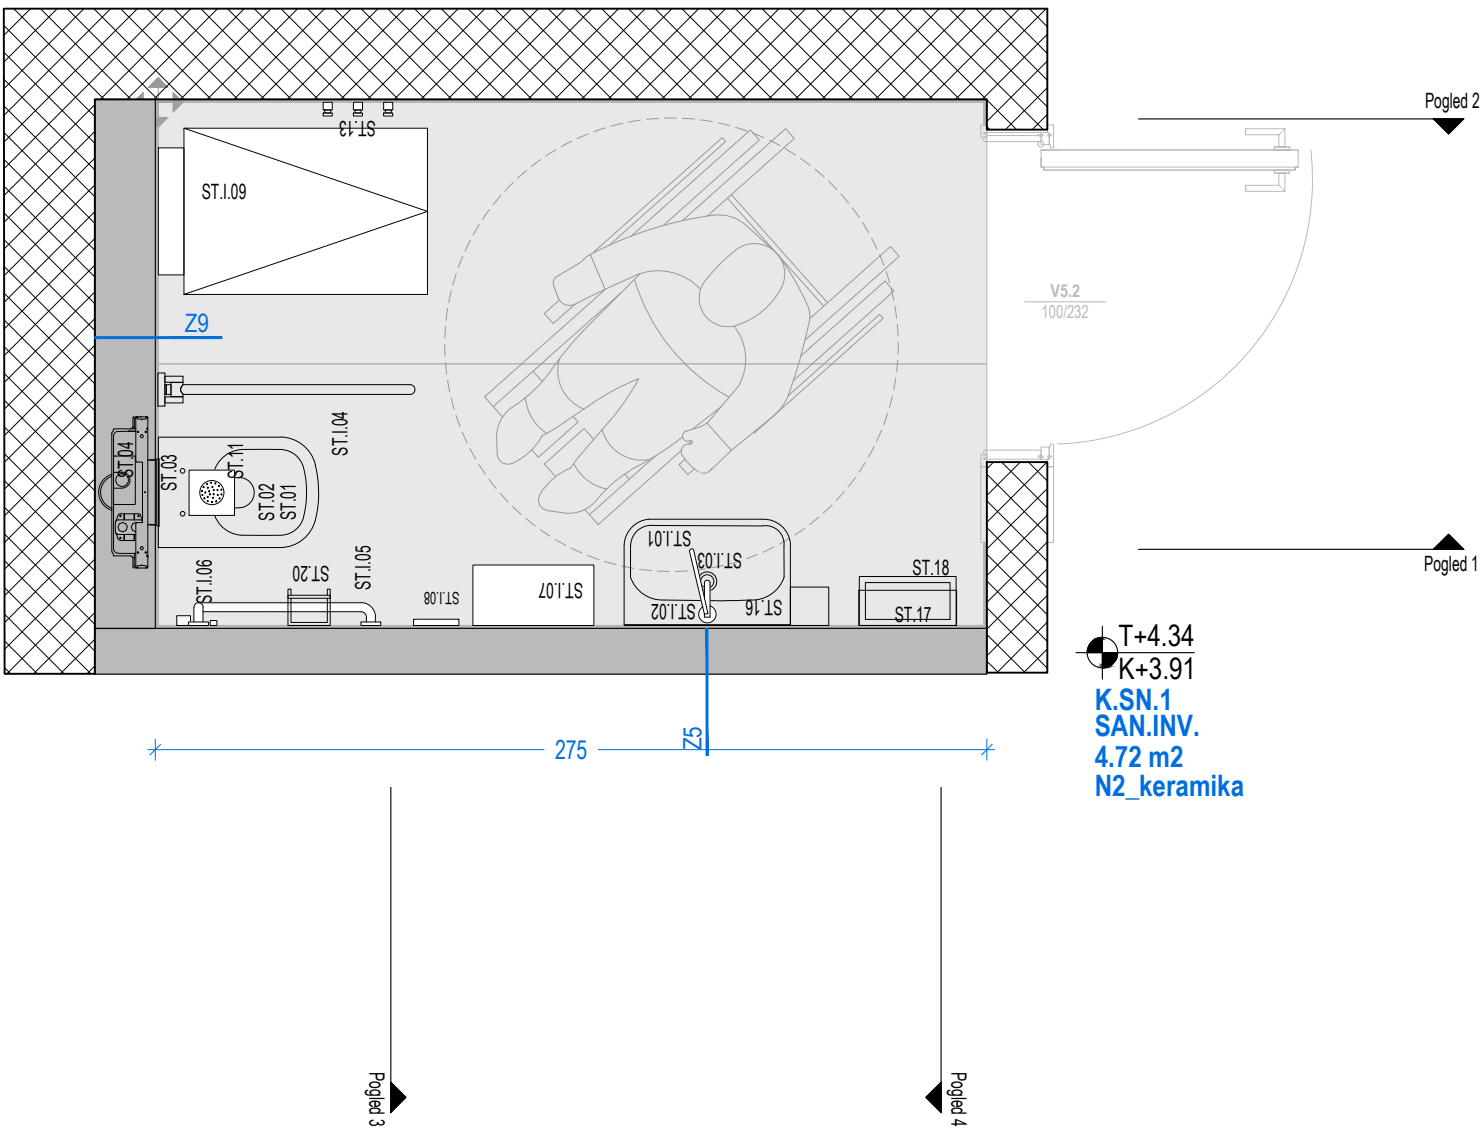 Pogled 2
ST.13
ST.I.09
V5.2
100/232
Z9
ST.I.04
ST.04
ST.03
ST.11
ST.02
ST.01
ST.I.01
ST.I.03
ST.I.06
ST.20
ST.I.05
ST.I.08
ST.I.07
ST.I.02
ST.16
ST.18
ST.17
Pogled 1
T+4.34
K+3.91
K.SN.1
SAN.INV.
4.72 m2
N2_keramika
275
Z5
Pogled 3
Pogled 4